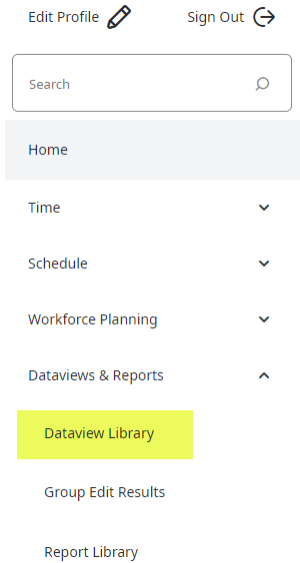 Edit Profile Sign Out
Search
Home
Time
Schedule
Workforce Planning
Dataviews & Reports
Dataview Library
Group Edit Results
Report Library